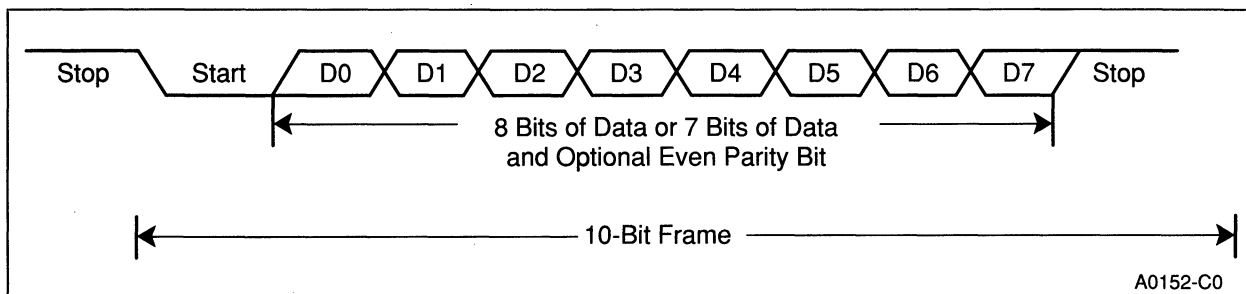 Stop Start D0 D1 D2 D3 D4 D5 D6 D7 Stop
8 Bits of Data or 7 Bits of Data
and Optional Even Parity Bit
10-Bit Frame
A0152-C0